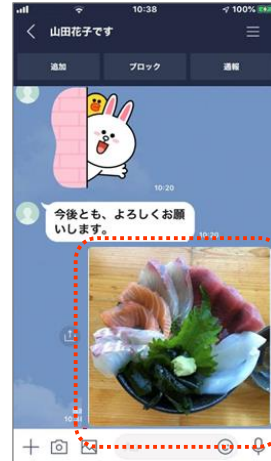 10:38
100%
山田花子です
追加 ブロック 通報
10:20
今後とも、よろしくお願
いします。
10:20